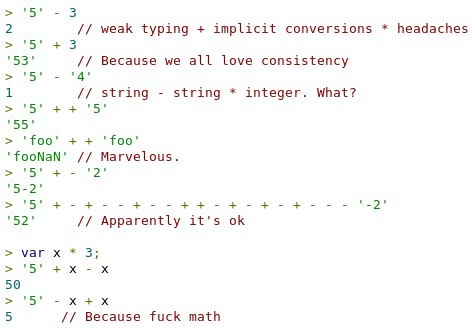 > '5' - 3
2        // weak typing + implicit conversions * headaches
> '5' + 3
'53'     // Because we all love consistency
> '5' - '4'
1        // string - string * integer. What?
> '5' + + '5'
'55'
> 'foo' + + 'foo'
'fooNaN' // Marvelous.
> '5' + - '2'
'5-2'
> '5' + - + - - + - - + + - + - + - + - - - '-2'
'52'     // Apparently it's ok

> var x * 3;
> '5' + x - x
50
> '5' - x + x
5      // Because fuck math